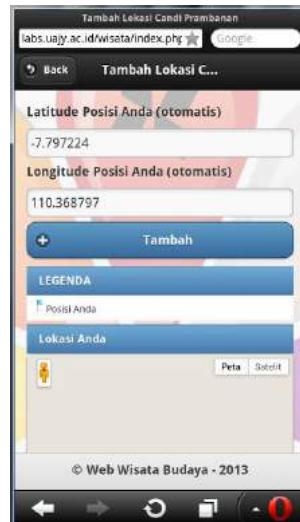 Tambah Lokasi Candi Prambanan
labs.uajy.ac.id/wisata/index.php
Google
Back
Tambah Lokasi C...
Latitude Posisi Anda (otomatis)
-7.797224
Longitude Posisi Anda (otomatis)
110.368797
Tambah
LEGENDA
Posisi Anda
Lokasi Anda
Peta Satelit
© Web Wisata Budaya - 2013